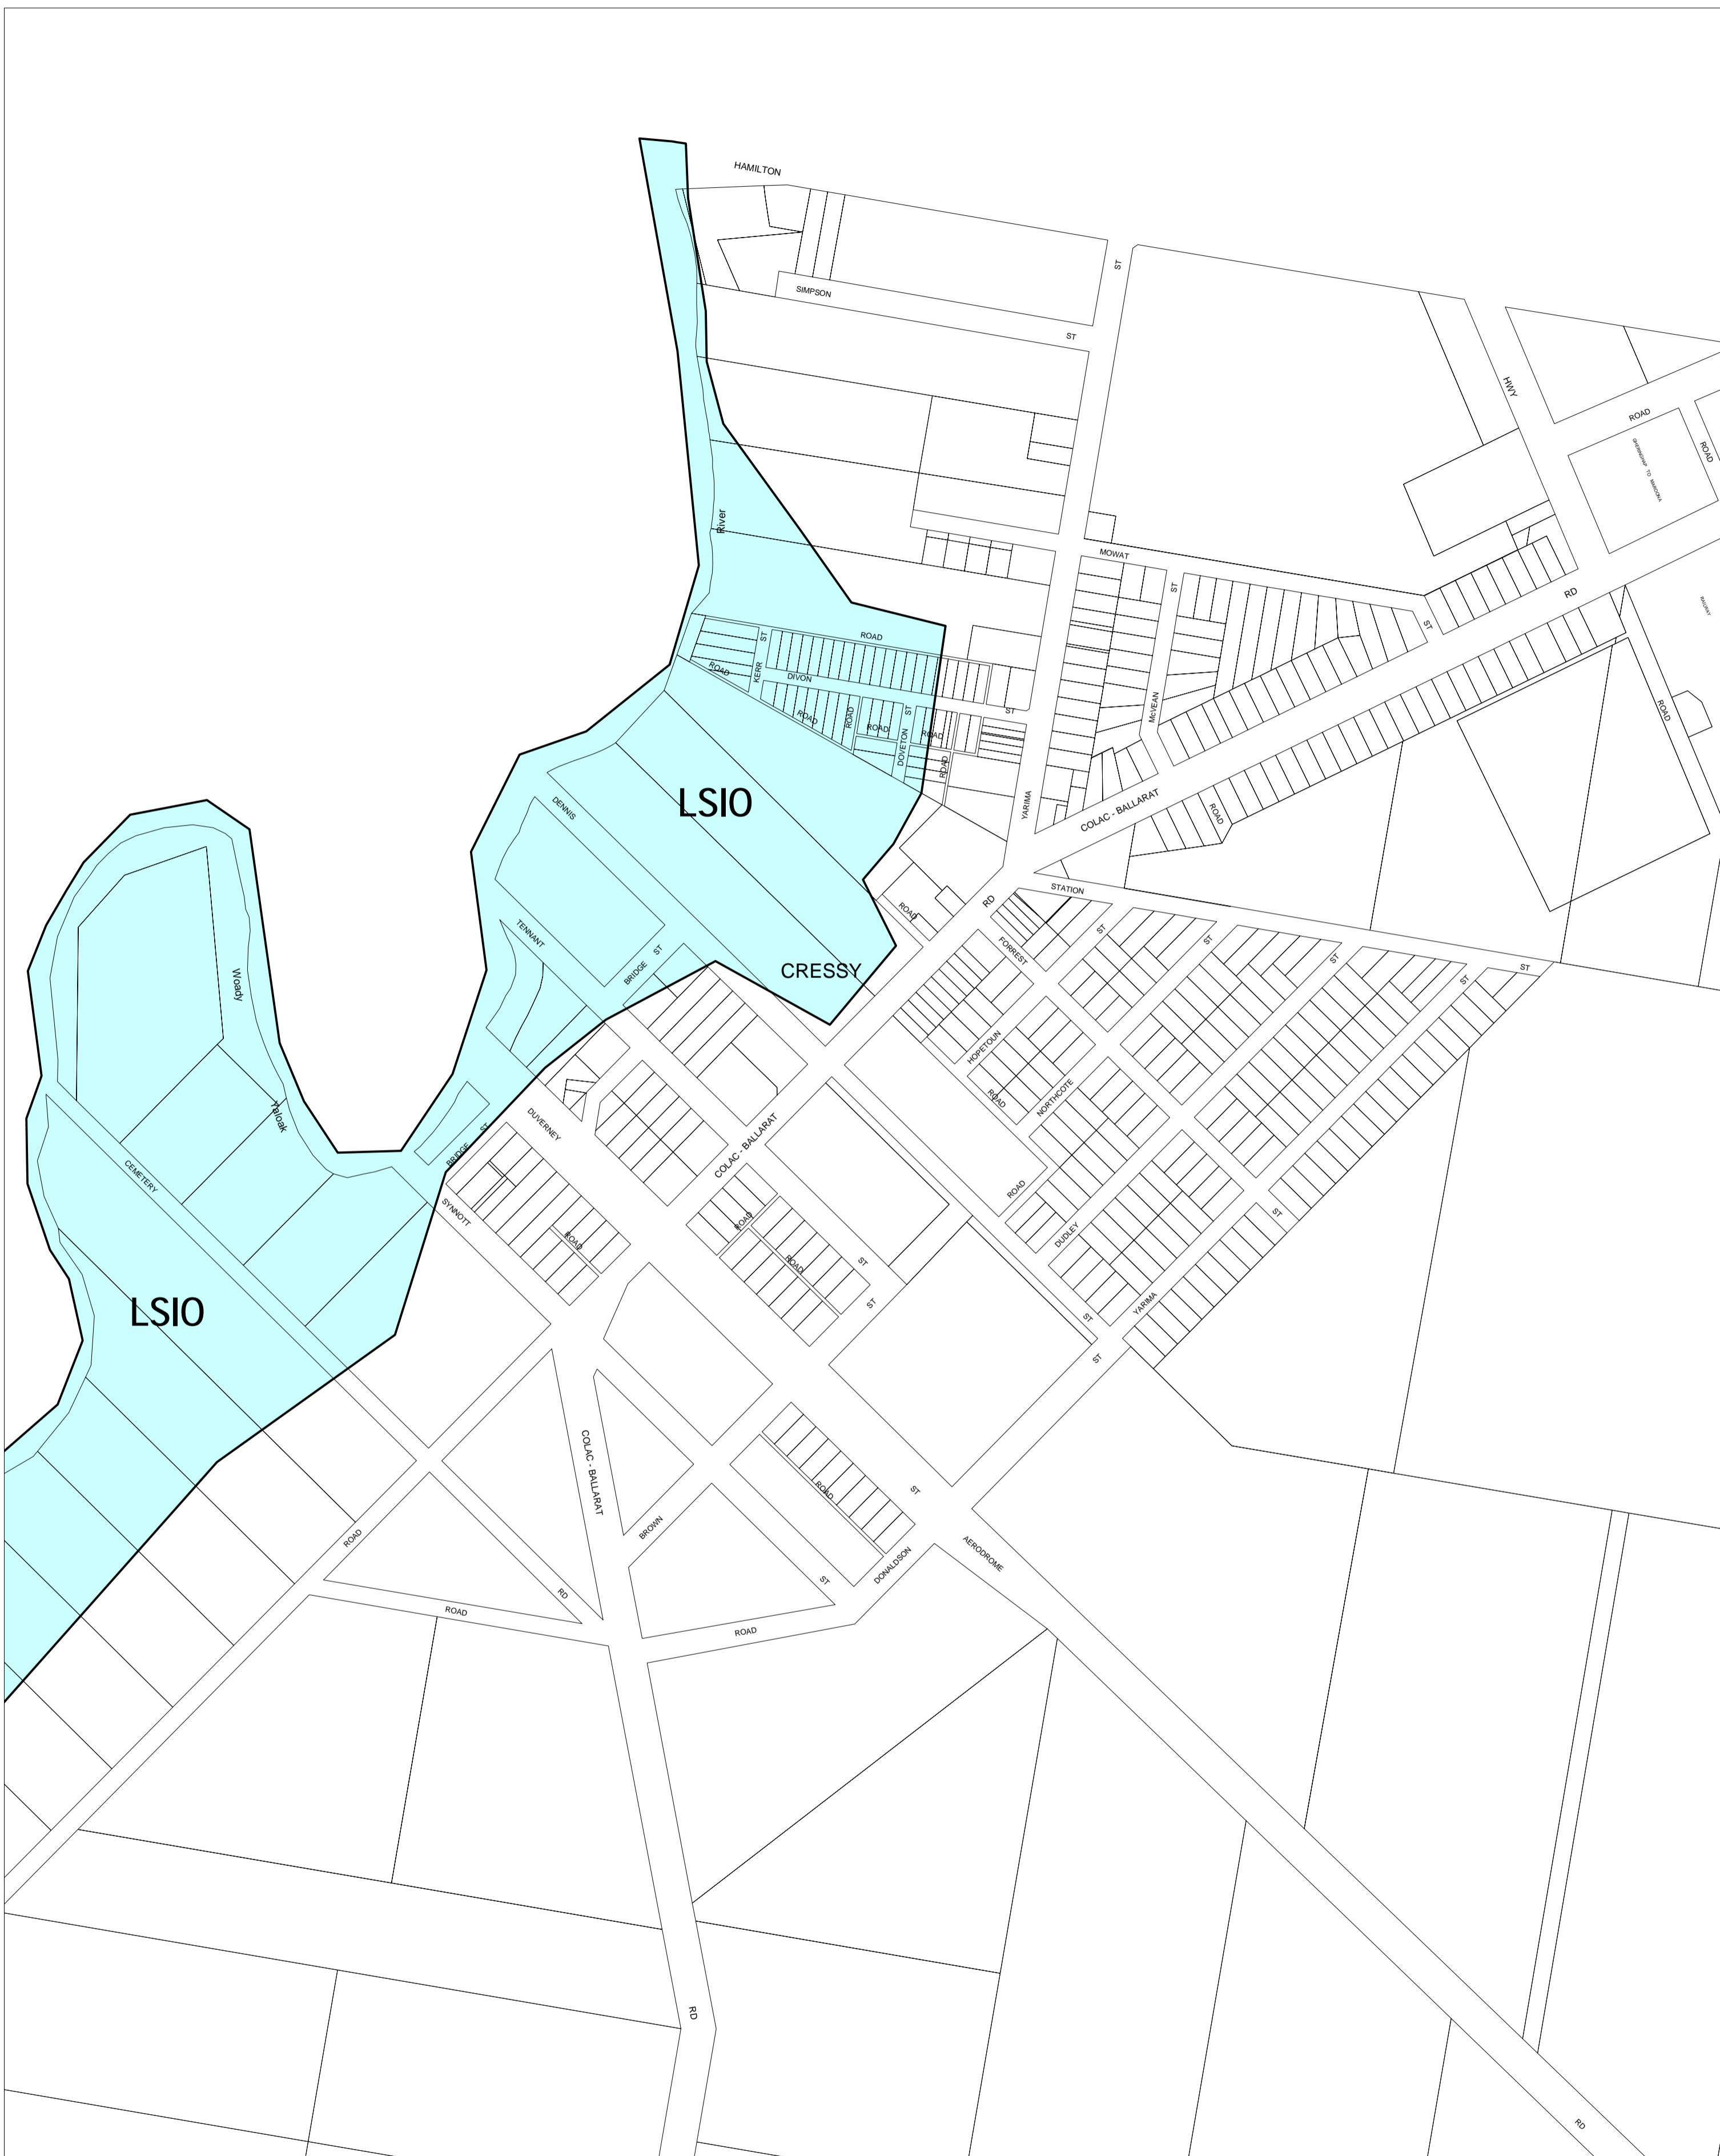 HAMILTON
ST
SIMPSON
ST
HWY
ROAD
ROAD
GHERINGHAP TO MAROONA
River
MOWAT
ST
RD
ST
RAILWAY
ROAD
ST
ROAD
KERR
DIVON
ROAD
ROAD
ST
ST
ROAD
ROAD
DOVETON
ROAD
McVEAN
ROAD
YARIMA
COLAC - BALLARAT
ROAD
LSIO
DENNIS
STATION
RD
ROAD
FORREST
ST
ST
ST
ST
ST
TENNANT
BRIDGE ST
CRESSY
Woady
Yaloak
HOPETOUN
NORTHCOTE
ROAD
DUVERNEY
BRIDGE ST
COLAC - BALLARAT
CEMETERY
SYNNOTT
ROAD
ROAD
ROAD
ROAD
DUDLEY
ST
ST
ST
YARIMA
ST
ST
LSIO
COLAC - BALLARAT
ROAD
ROAD
ST
BROWN
DONALDSON
AERODROME
RD
ST
ROAD
ROAD
RD
RD